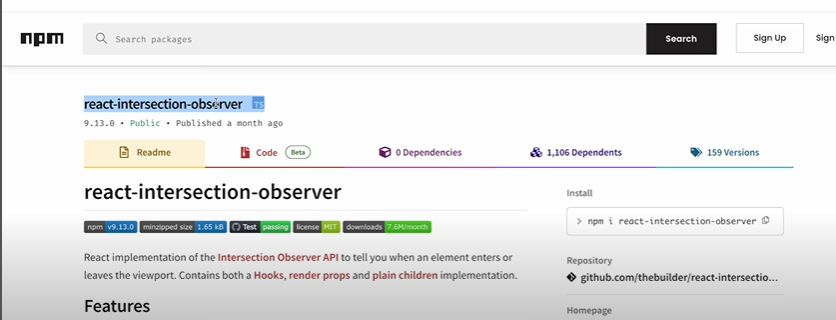 npm
Search packages
Search
Sign Up
Sign
react-intersection-observer TS
9.13.0 • Public • Published a month ago
Readme
Code Beta
0 Dependencies
1,106 Dependents
159 Versions
react-intersection-observer
npm v9.13.0 minzipped size 1.65 kB Test passing license MIT downloads 7.6M/month
React implementation of the Intersection Observer API to tell you when an element enters or
leaves the viewport. Contains both a Hooks, render props and plain children implementation.
Features
Install
> npm i react-intersection-observer
Repository
github.com/thebuilder/react-intersectio...
Homepage